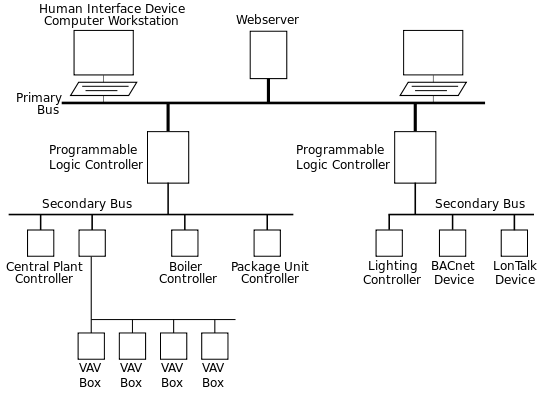 Human Interface Device
Computer Workstation
Webserver
Primary
Bus
Programmable
Logic Controller
Programmable
Logic Controller
Secondary Bus
Secondary Bus
Central Plant
Controller
Boiler
Controller
Package Unit
Controller
Lighting
Controller
BACnet
Device
LonTalk
Device
VAV
Box
VAV
Box
VAV
Box
VAV
Box